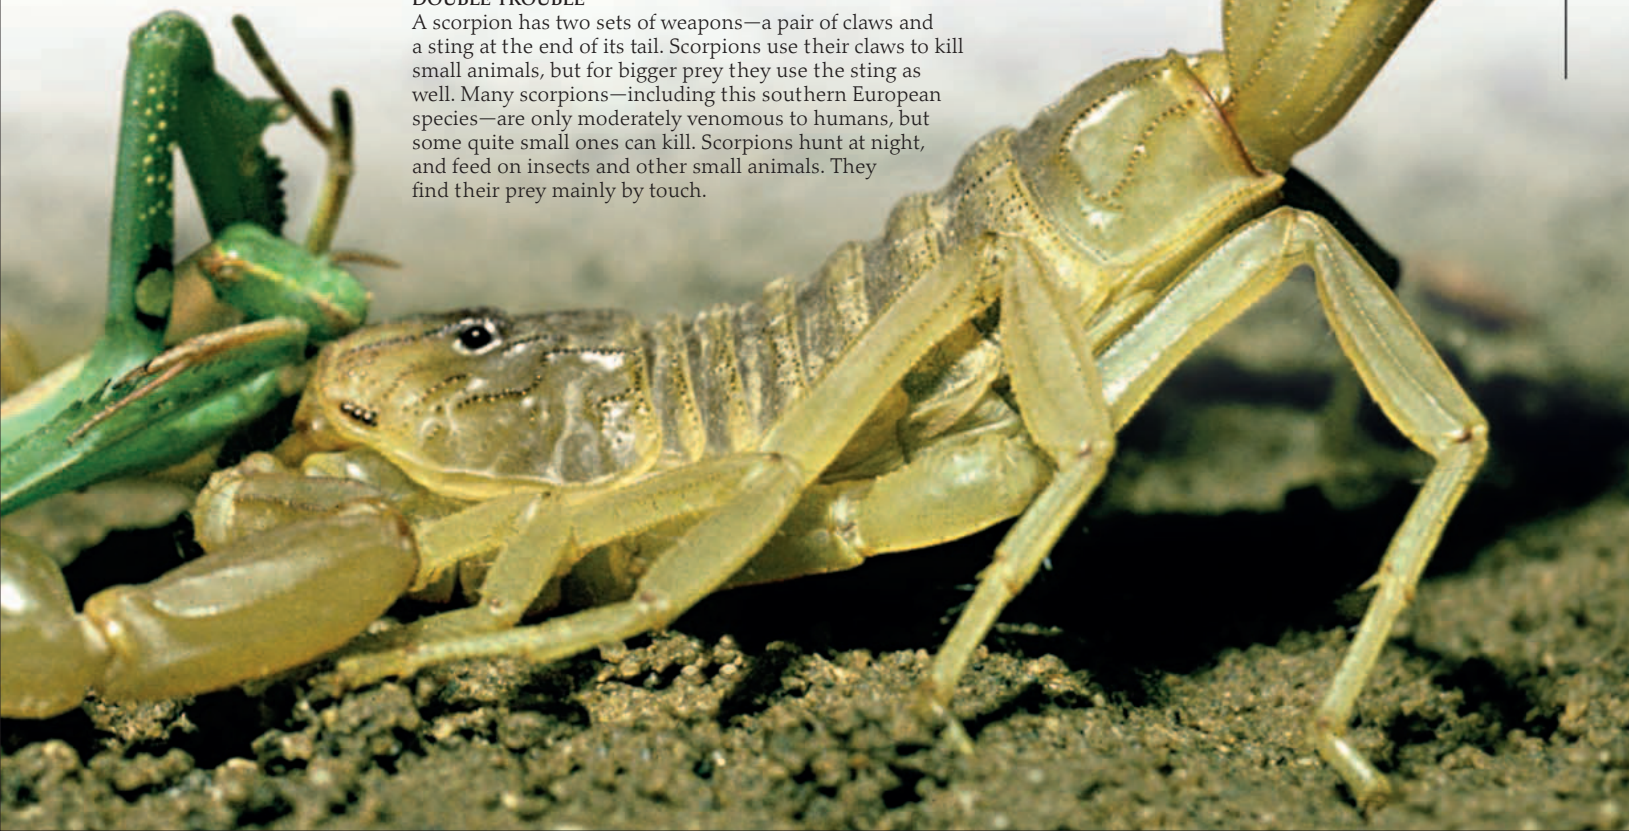 DOUBLE TROUBLE
A scorpion has two sets of weapons—a pair of claws and
a sting at the end of its tail. Scorpions use their claws to kill
small animals, but for bigger prey they use the sting as
well. Many scorpions—including this southern European
species—are only moderately venomous to humans, but
some quite small ones can kill. Scorpions hunt at night,
and feed on insects and other small animals. They
find their prey mainly by touch.